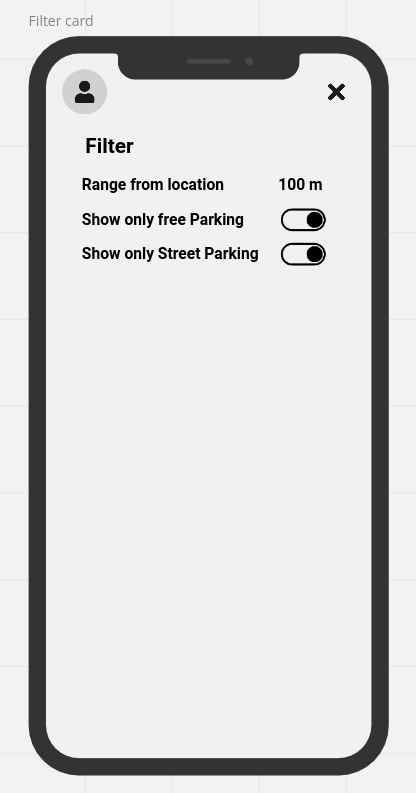 Filter card
Filter
Range from location 100 m
Show only free Parking
Show only Street Parking